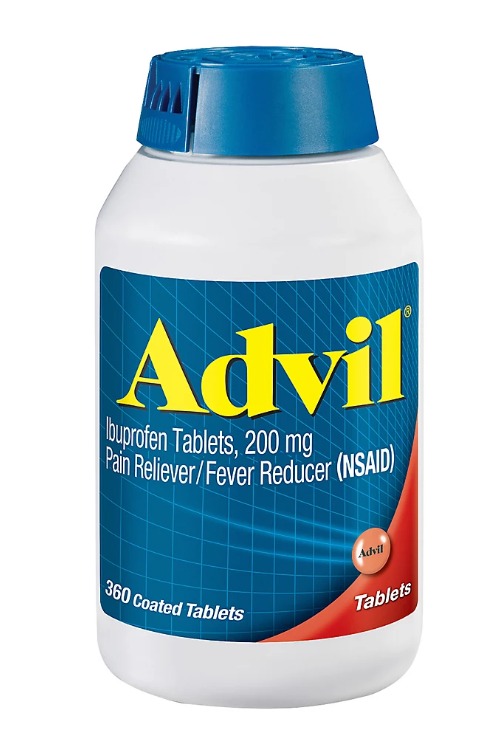 Advil®
Ibuprofen Tablets, 200 mg
Pain Reliever/Fever Reducer (NSAID)
Advil
360 Coated Tablets
Tablets